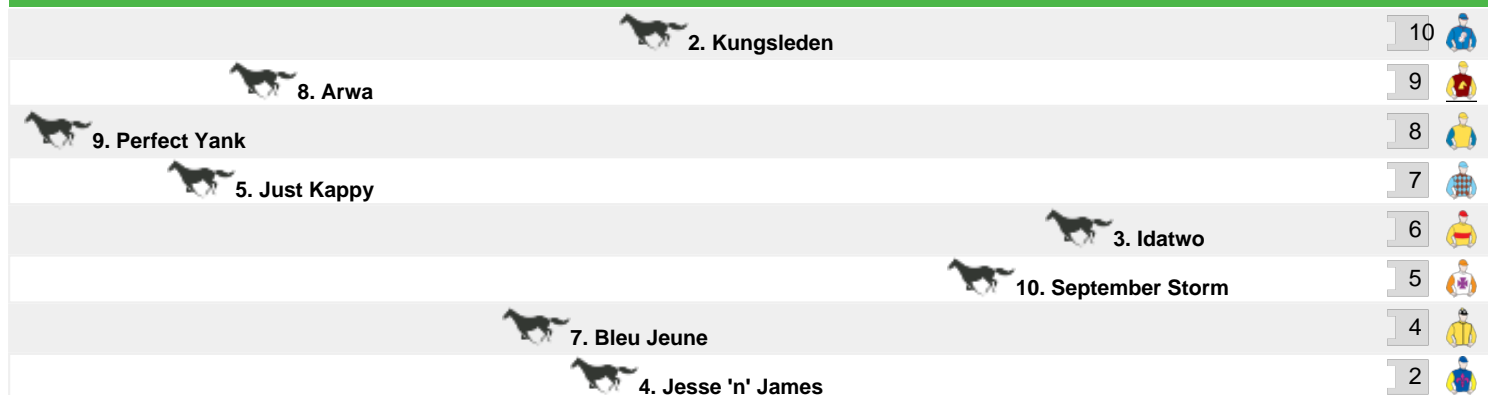 2. Kungsleden 10
8. Arwa 9
9. Perfect Yank 8
5. Just Kappy 7
3. Idatwo 6
10. September Storm 5
7. Bleu Jeune 4
4. Jesse 'n' James 2